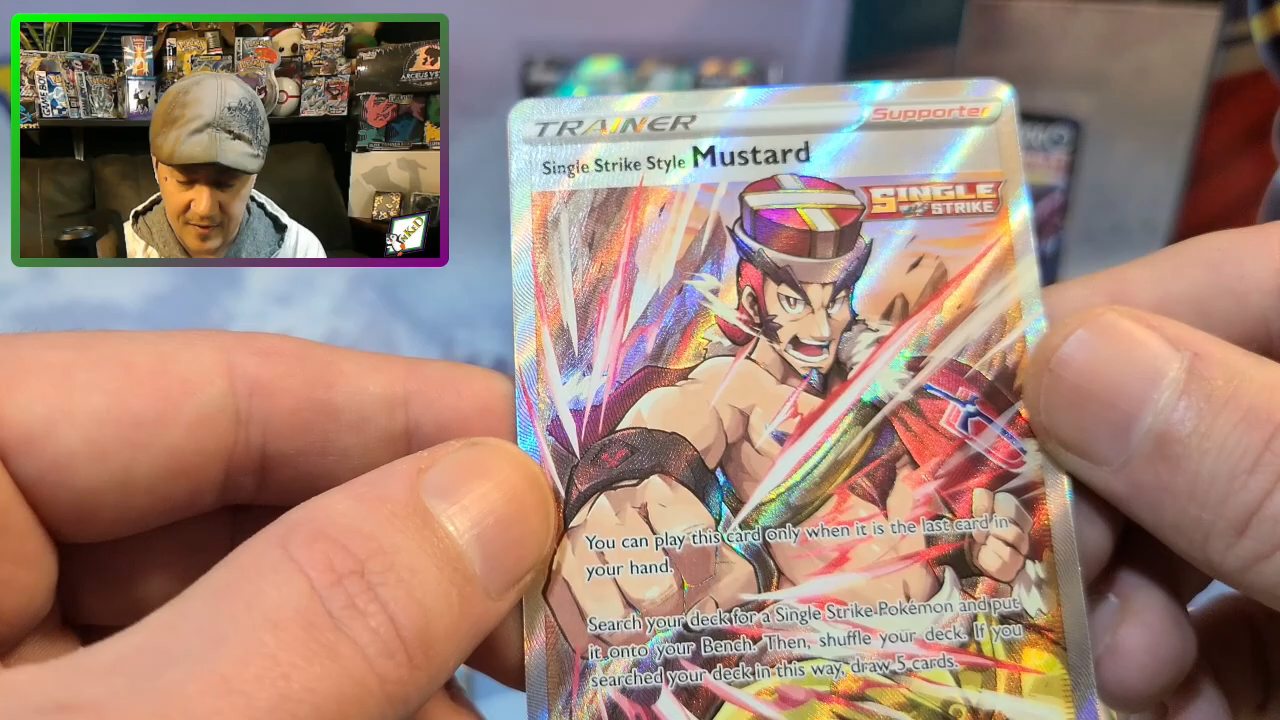 ARCEUS VS
TRAINER
Supporter
Single Strike Style Mustard
SINGLE
STRIKE
You can play this card only when it is the last card in
your hand.
Search your deck for a Single Strike Pokémon and put
it onto your Bench. Then, shuffle your deck. If you
searched your deck in this way, draw 5 cards.